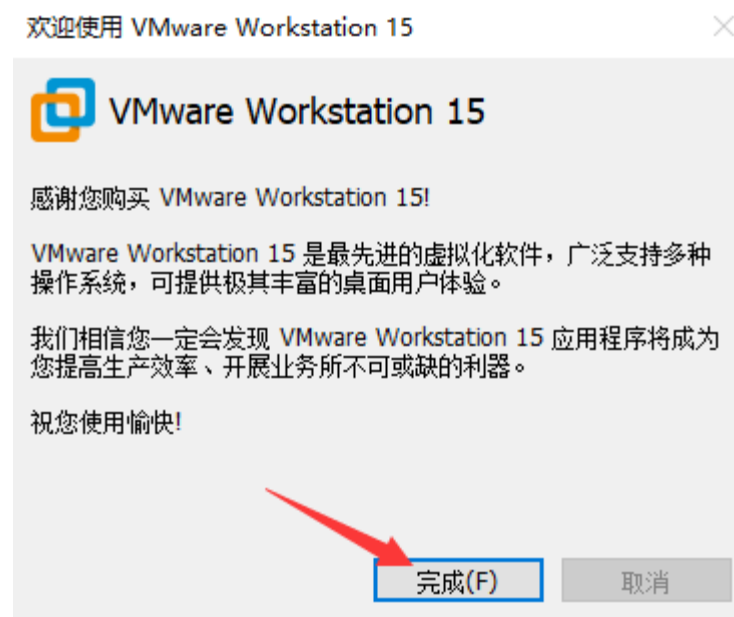 欢迎使用 VMware Workstation 15
VMware Workstation 15
感谢您购买 VMware Workstation 15!
VMware Workstation 15 是最先进的虚拟化软件，广泛支持多种
操作系统，可提供极其丰富的桌面用户体验。
我们相信您一定会发现 VMware Workstation 15 应用程序将成为
您提高生产效率、开展业务所不可或缺的利器。
祝您使用愉快!
完成(F)
取消